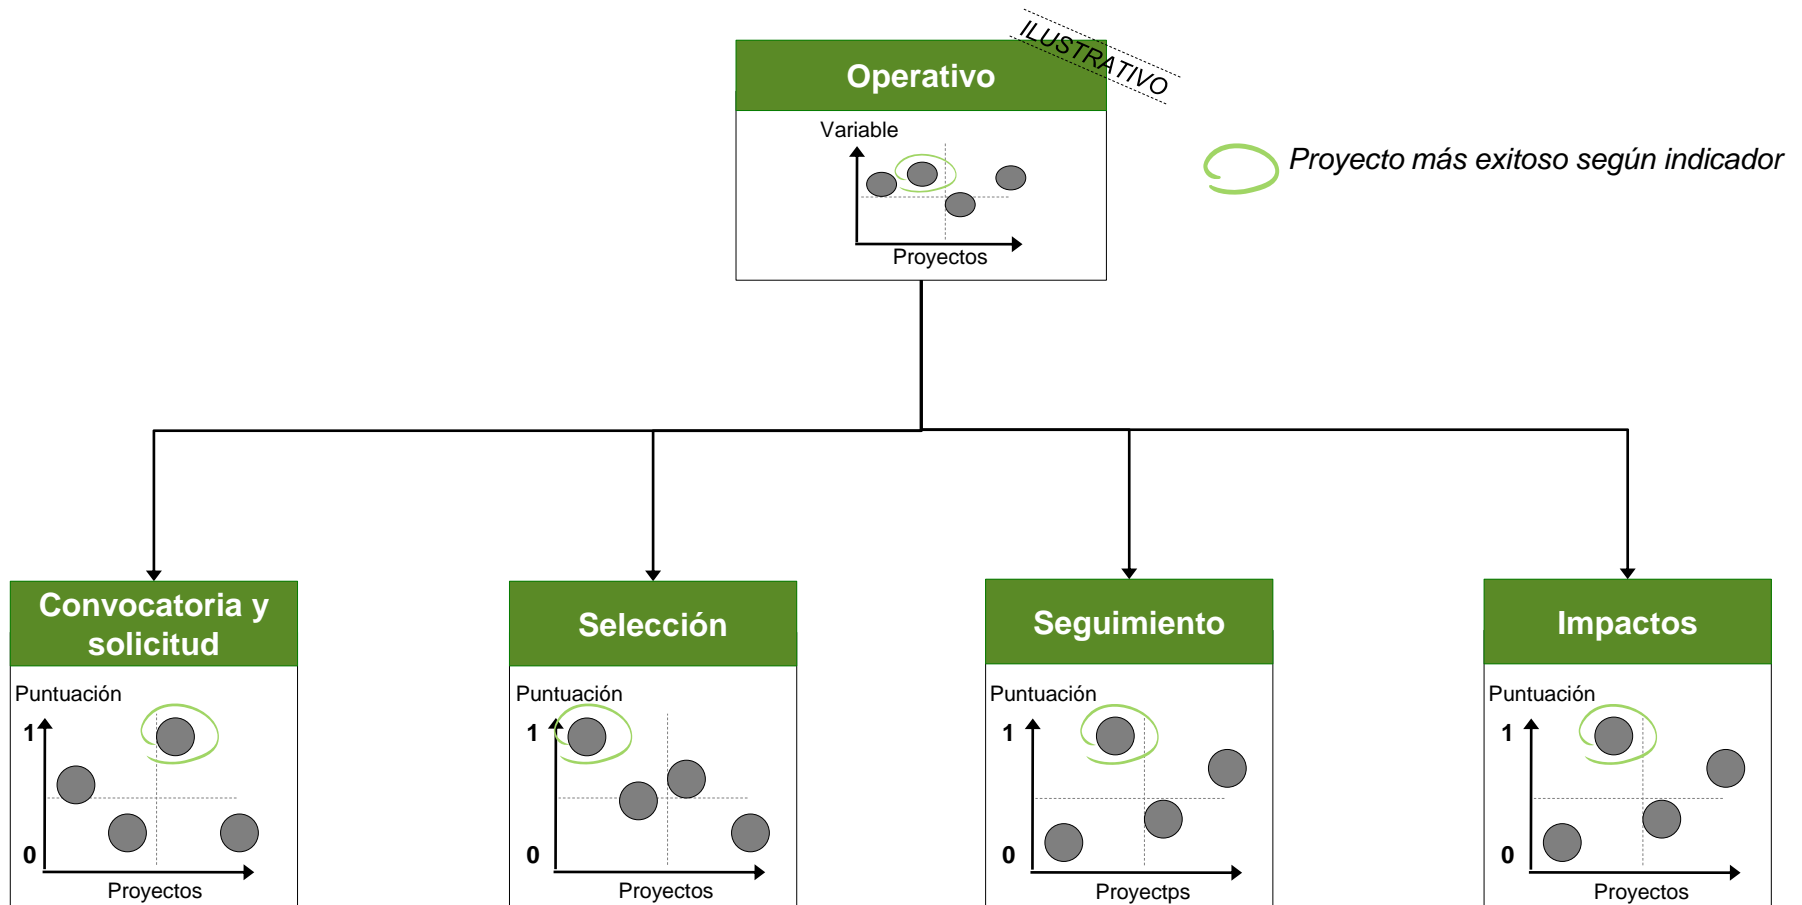 ILUSTRATIVO
Operativo
Variable
Proyectos
Proyecto más exitoso según indicador
Convocatoria y
solicitud
Puntuación
1
0
Proyectos
Selección
Puntuación
1
0
Proyectos
Seguimiento
Puntuación
1
0
Proyectps
Impactos
Puntuación
1
0
Proyectos